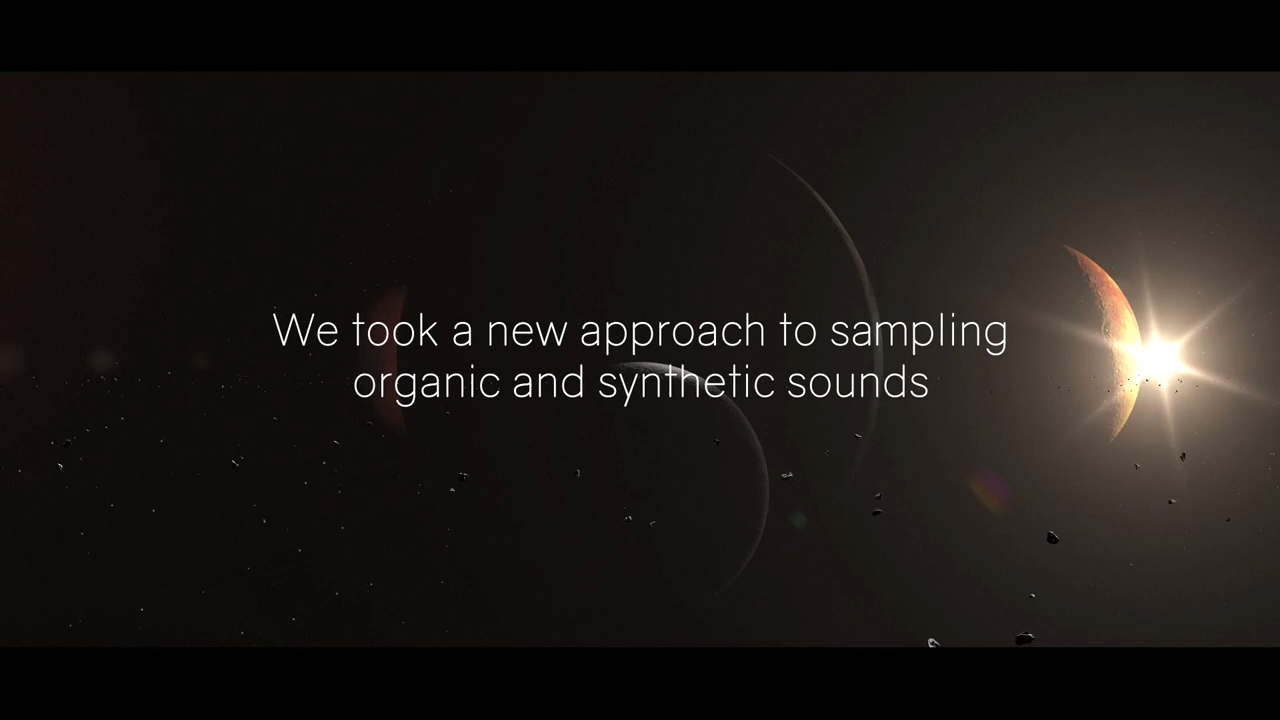 We took a new approach to sampling
organic and synthetic sounds